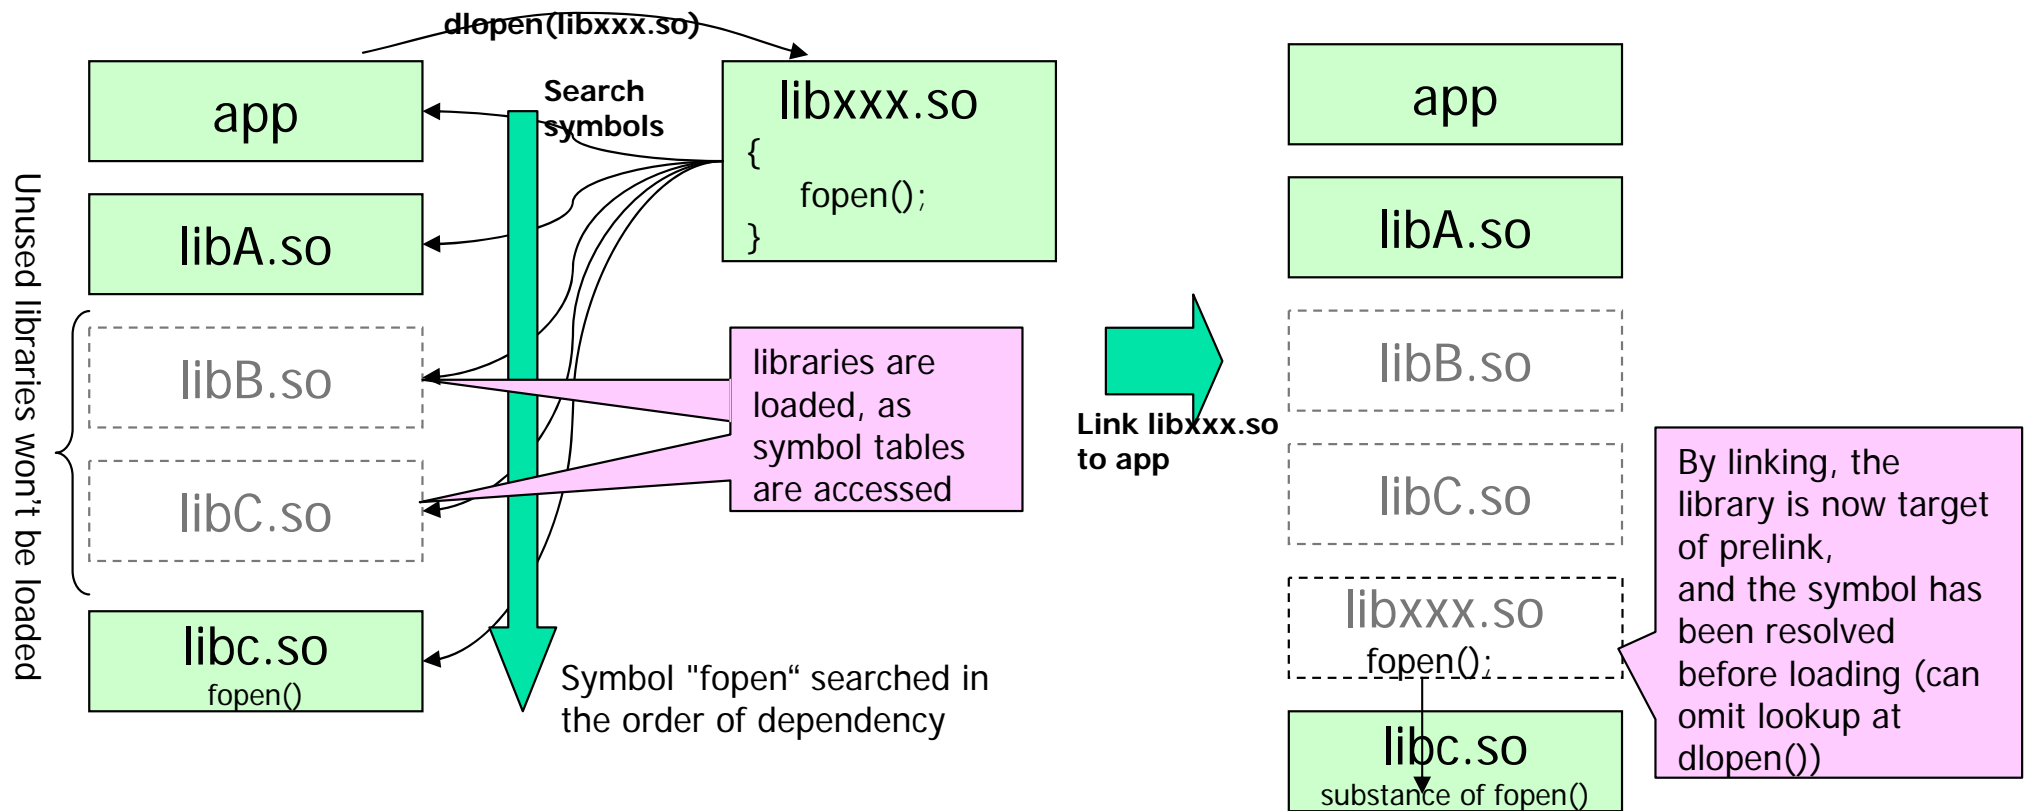 dlopen(libxxx.so)
app
Search
symbols
libxxx.so
{
fopen();
}
libA.so
libB.so
libC.so
libc.so
fopen()
Unused libraries won't be loaded
libraries are
loaded, as
symbol tables
are accessed
Symbol "fopen“ searched in
the order of dependency
Link libxxx.so
to app
app
libA.so
libB.so
libC.so
libxxx.so
fopen();
libc.so
substance of fopen()
By linking, the
library is now target
of prelink,
and the symbol has
been resolved
before loading (can
omit lookup at
dlopen())